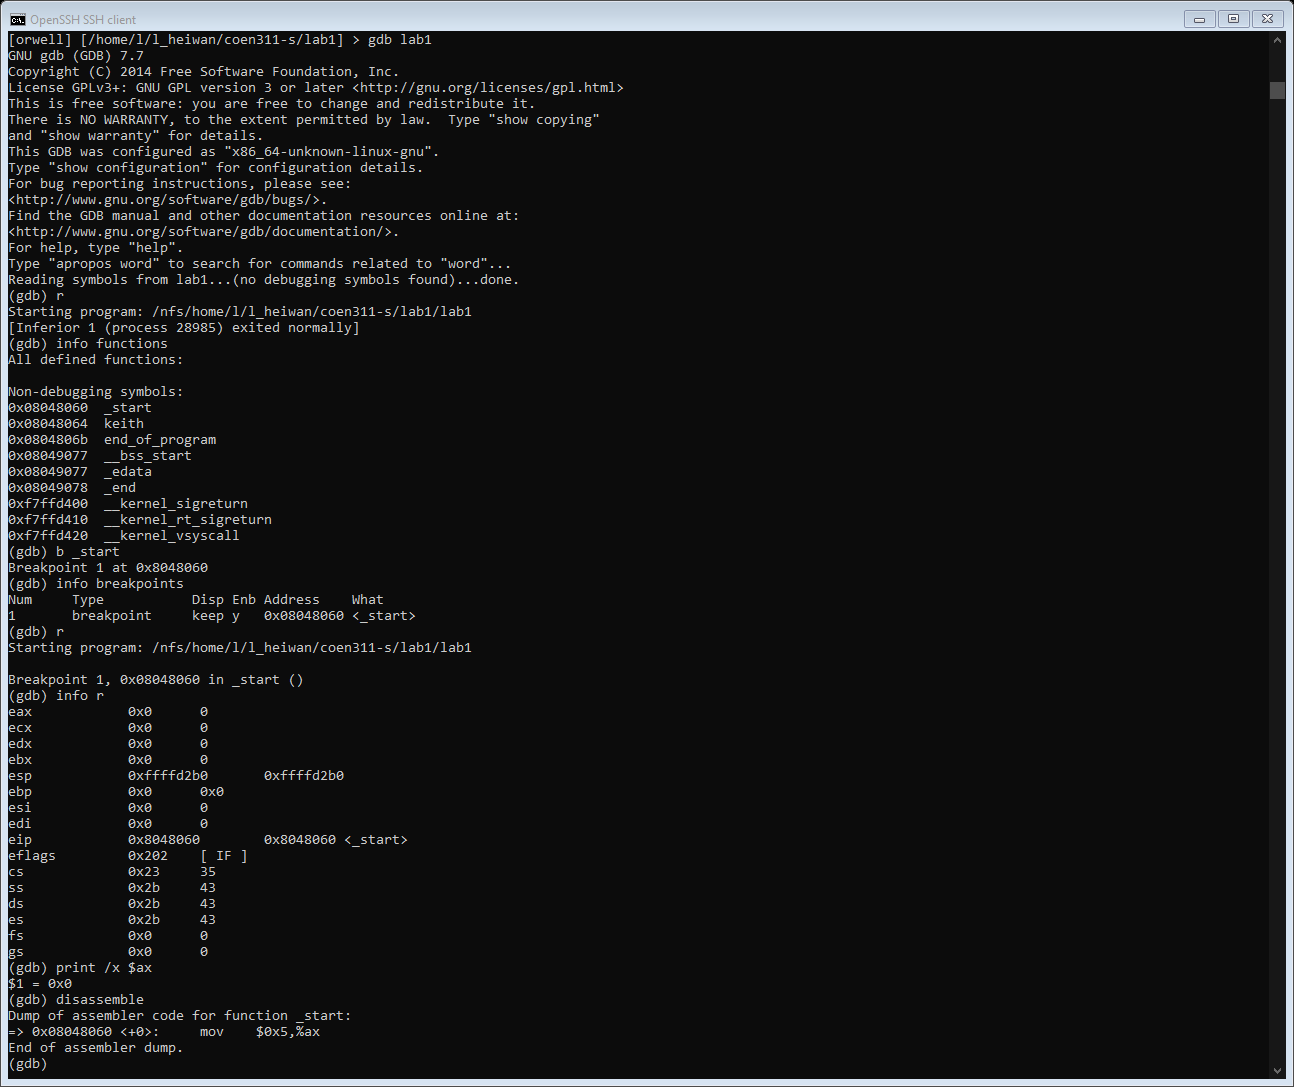 OpenSSH SSH client
[orwell] [/home/l/l_heiwan/coen311-s/lab1] > gdb lab1
GNU gdb (GDB) 7.7
Copyright (C) 2014 Free Software Foundation, Inc.
License GPLv3+: GNU GPL version 3 or later <http://gnu.org/licenses/gpl.html>
This is free software: you are free to change and redistribute it.
There is NO WARRANTY, to the extent permitted by law.  Type "show copying"
and "show warranty" for details.
This GDB was configured as "x86_64-unknown-linux-gnu".
Type "show configuration" for configuration details.
For bug reporting instructions, please see:
<http://www.gnu.org/software/gdb/bugs/>.
Find the GDB manual and other documentation resources online at:
<http://www.gnu.org/software/gdb/documentation/>.
For help, type "help".
Type "apropos word" to search for commands related to "word"...
Reading symbols from lab1...(no debugging symbols found)...done.
(gdb) r
Starting program: /nfs/home/l/l_heiwan/coen311-s/lab1/lab1
[Inferior 1 (process 28985) exited normally]
(gdb) info functions
All defined functions:

Non-debugging symbols:
0x08048060  _start
0x08048064  keith
0x0804806b  end_of_program
0x08049077  __bss_start
0x08049077  _edata
0x08049078  _end
0xf7ffd400  __kernel_sigreturn
0xf7ffd410  __kernel_rt_sigreturn
0xf7ffd420  __kernel_vsyscall
(gdb) b _start
Breakpoint 1 at 0x8048060
(gdb) info breakpoints
Num     Type           Disp Enb Address    What
1       breakpoint     keep y   0x08048060 <_start>
(gdb) r
Starting program: /nfs/home/l/l_heiwan/coen311-s/lab1/lab1

Breakpoint 1, 0x08048060 in _start ()
(gdb) info r
eax            0x0      0
ecx            0x0      0
edx            0x0      0
ebx            0x0      0
esp            0xffffd2b0       0xffffd2b0
ebp            0x0      0x0
esi            0x0      0
edi            0x0      0
eip            0x8048060        0x8048060 <_start>
eflags         0x202    [ IF ]
cs             0x23     35
ss             0x2b     43
ds             0x2b     43
es             0x2b     43
fs             0x0      0
gs             0x0      0
(gdb) print /x $ax
$1 = 0x0
(gdb) disassemble
Dump of assembler code for function _start:
=> 0x08048060 <+0>:     mov    $0x5,%ax
End of assembler dump.
(gdb)